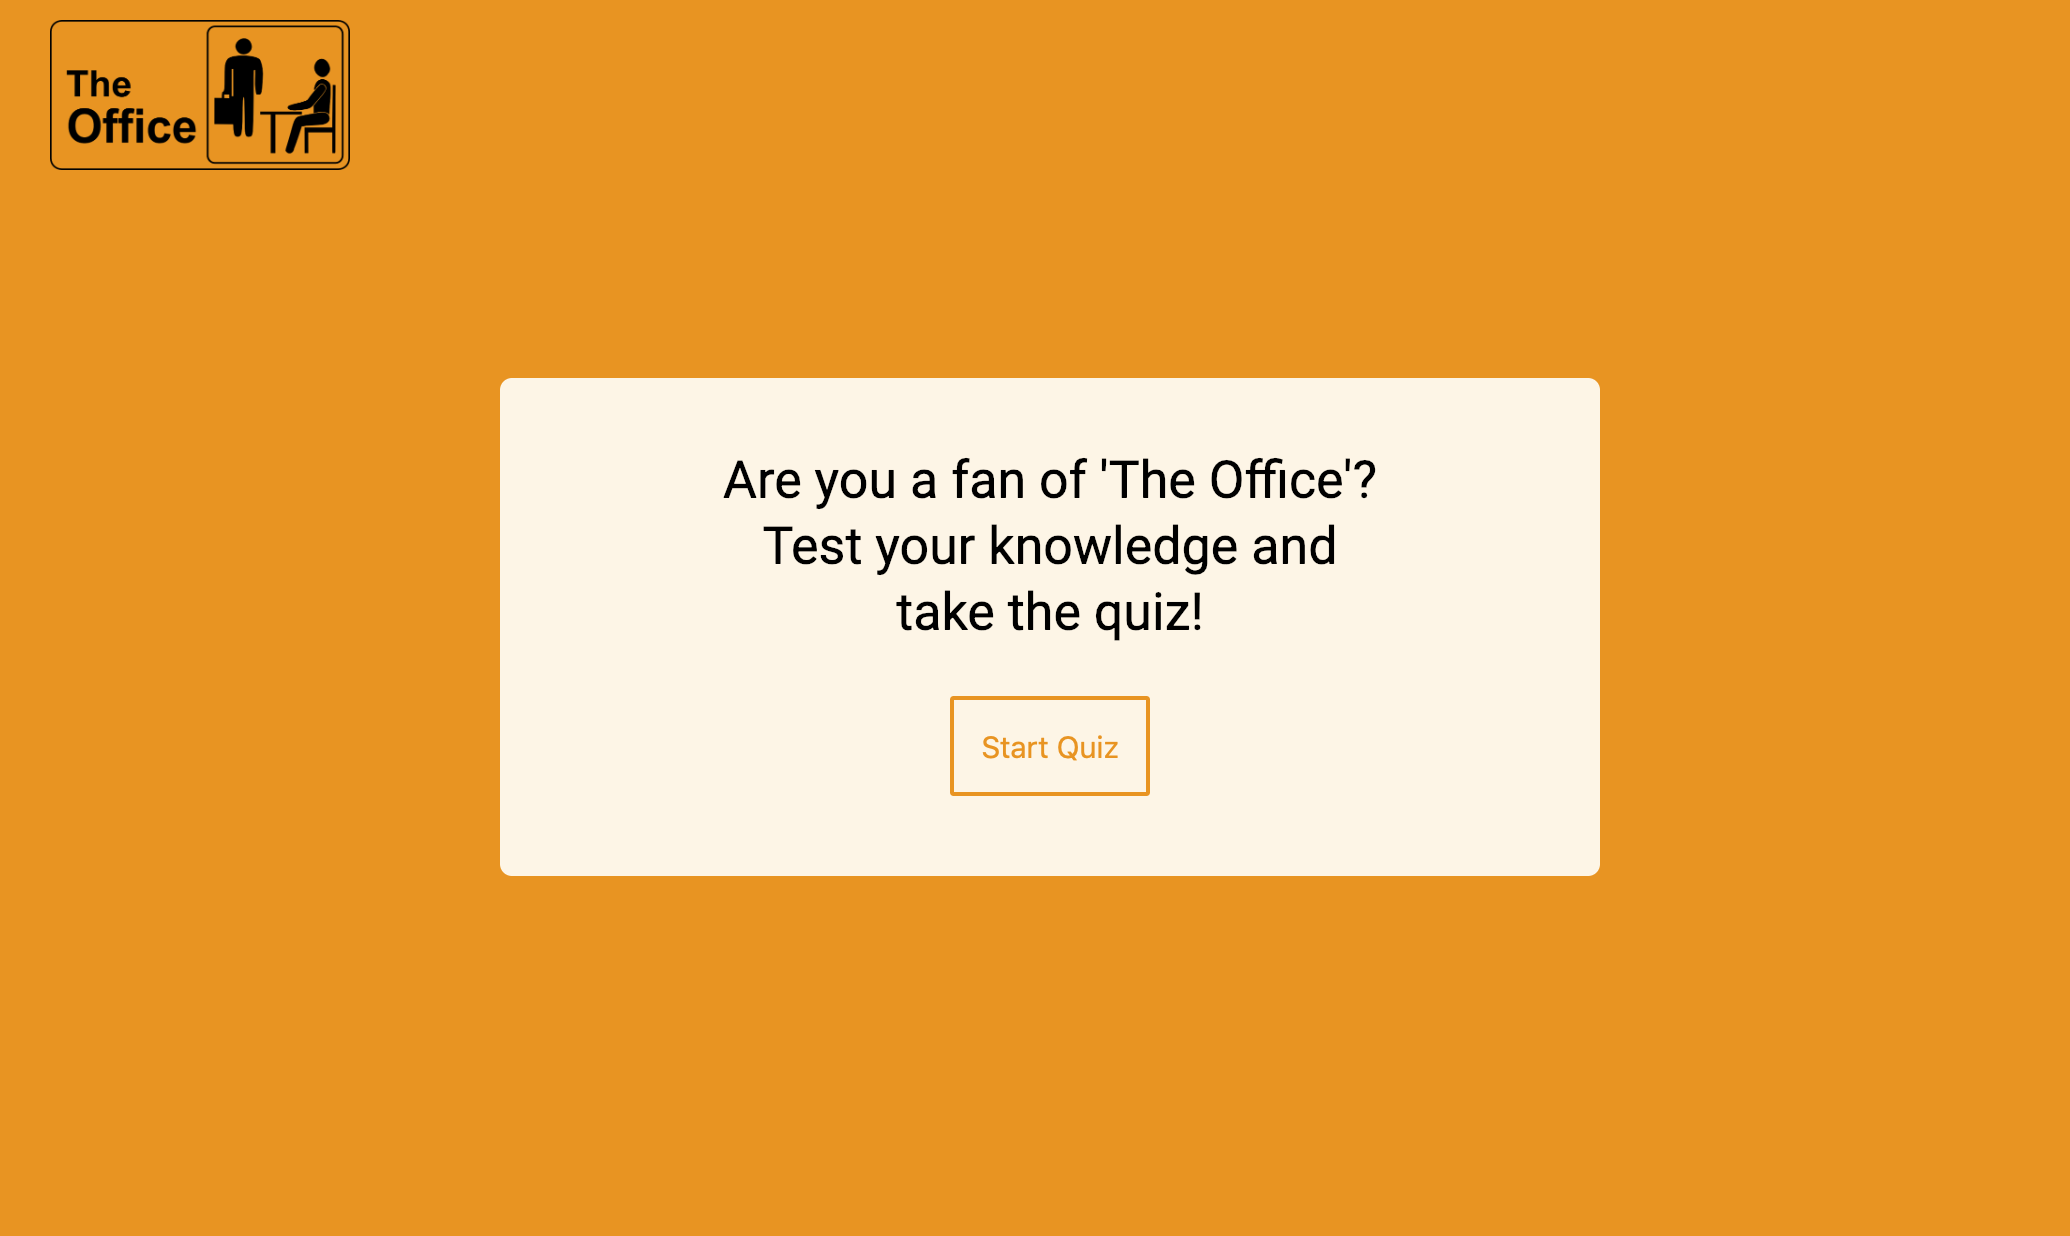 The
Office
Are you a fan of 'The Office'?
Test your knowledge and
take the quiz!
Start Quiz